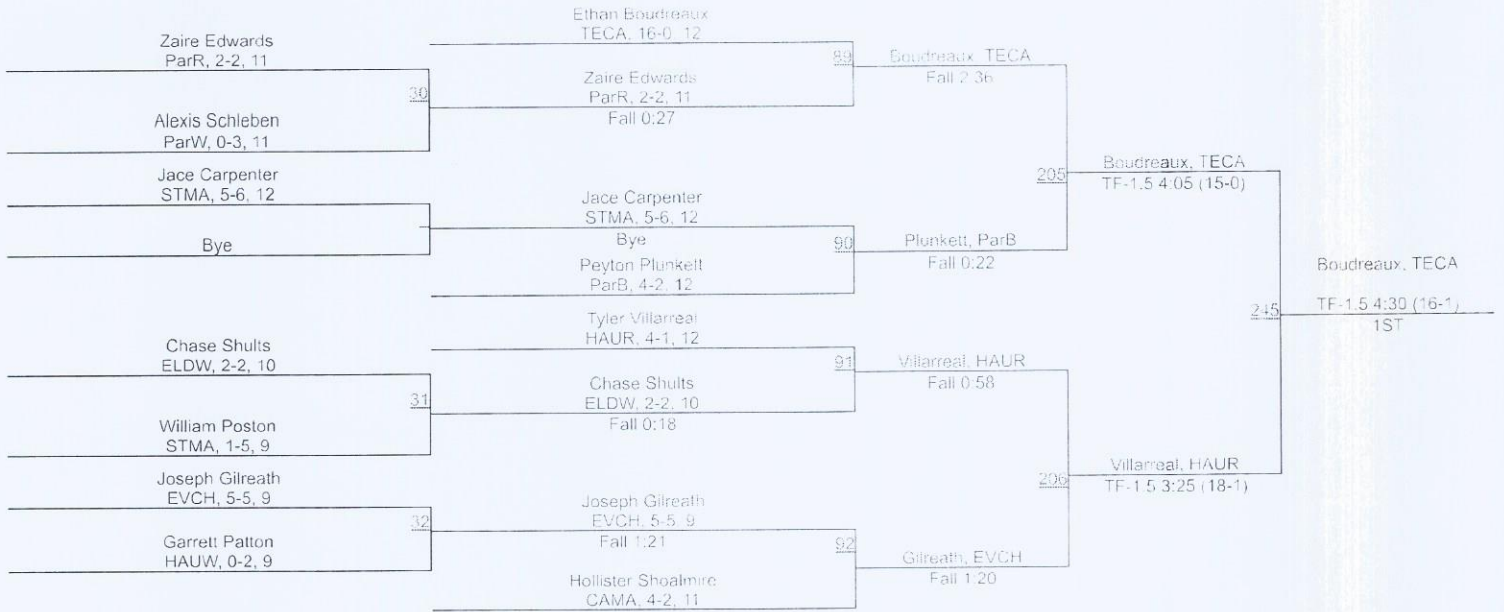 Zaire Edwards
ParR, 2-2, 11
30
Alexis Schleben
ParW, 0-3, 11
Jace Carpenter
STMA, 5-6, 12
Bye
Chase Shults
ELDW, 2-2, 10
31
William Poston
STMA, 1-5, 9
Joseph Gilreath
EVCH, 5-5, 9
32
Garrett Patton
HAUW, 0-2, 9
Ethan Boudreaux
TECA, 16-0, 12
89
Zaire Edwards
ParR, 2-2, 11
Fall 0:27
Jace Carpenter
STMA, 5-6, 12
Bye
90
Peyton Plunkett
ParB, 4-2, 12
Tyler Villarreal
HAUR, 4-1, 12
91
Chase Shults
ELDW, 2-2, 10
Fall 0:18
Joseph Gilreath
EVCH, 5-5, 9
Fall 1:21
92
Hollister Shoalmire
CAMA, 4-2, 11
Boudreaux, TECA
Fall 2:36
205
Plunkett, ParB
Fall 0:22
Villarreal, HAUR
Fall 0:58
206
Gilreath, EVCH
Fall 1:20
Boudreaux, TECA
TF-1.5 4:05 (15-0)
245
Villarreal, HAUR
TF-1.5 3:25 (18-1)
Boudreaux, TECA
TF-1.5 4:30 (16-1)
1ST